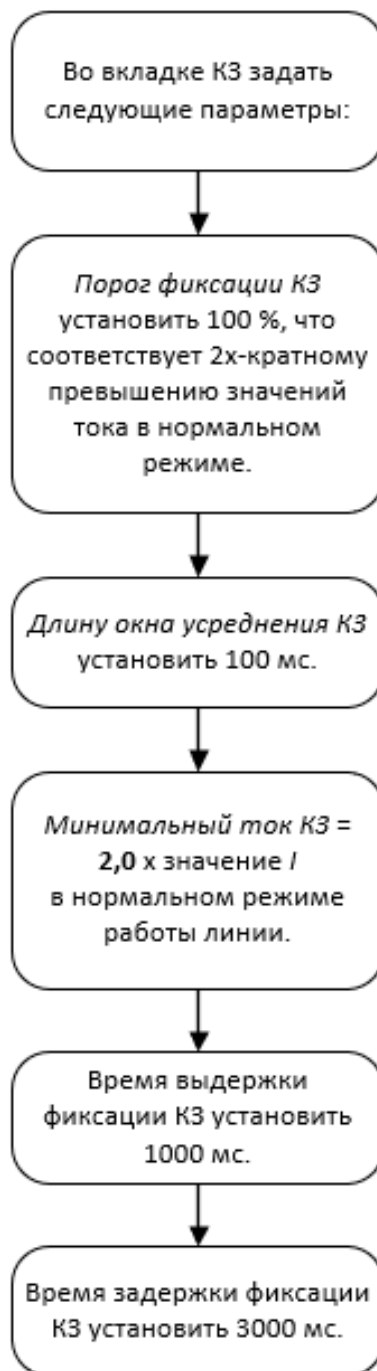 Во вкладке КЗ задать
следующие параметры:
Порог фиксации КЗ
установить 100 %, что
соответствует 2х-кратному
превышению значений
тока в нормальном
режиме.
Длину окна усреднения КЗ
установить 100 мс.
Минимальный ток КЗ =
2,0 x значение I
в нормальном режиме
работы линии.
Время выдержки
фиксации КЗ установить
1000 мс.
Время задержки фиксации
КЗ установить 3000 мс.